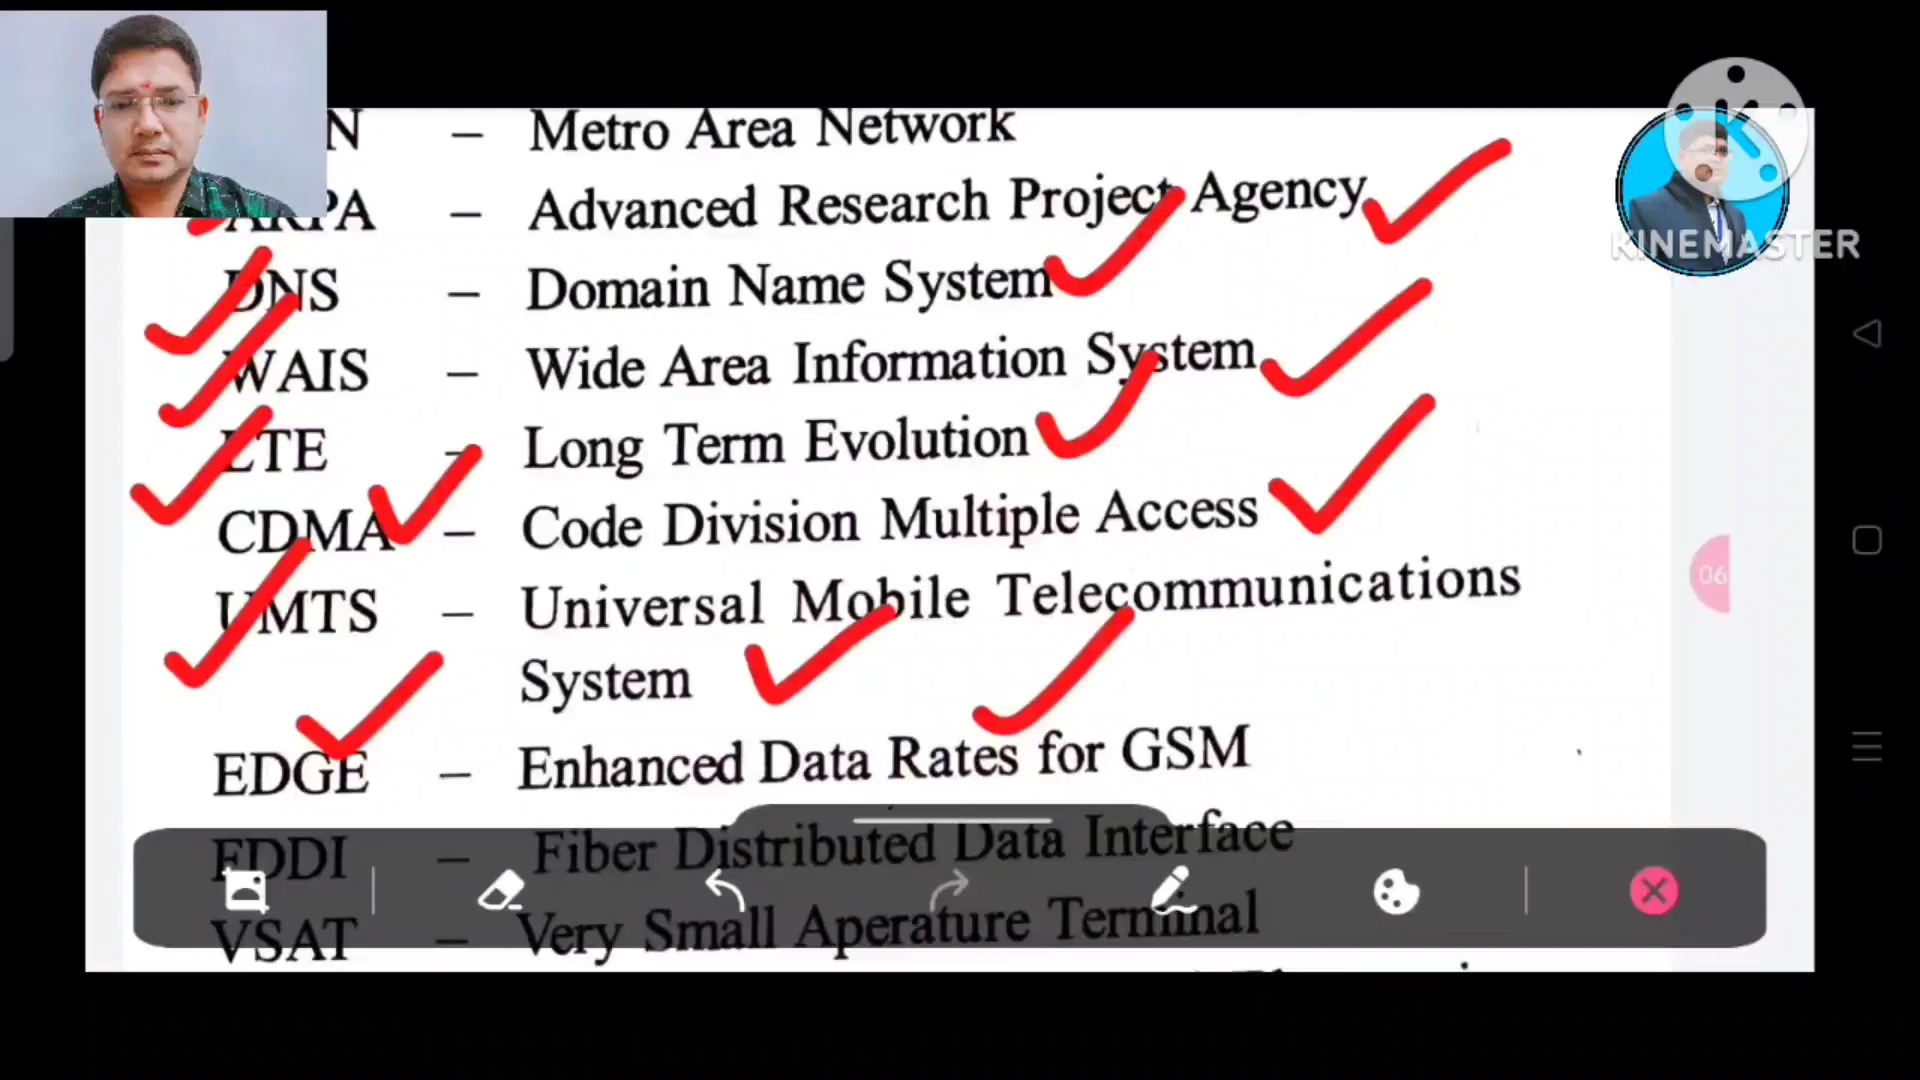 N – Metro Area Network
ARPA – Advanced Research Project Agency
KINEMASTER
DNS – Domain Name System
WAIS – Wide Area Information System
LTE – Long Term Evolution
CDMA – Code Division Multiple Access
06
UMTS – Universal Mobile Telecommunications
System
EDGE – Enhanced Data Rates for GSM
FDDI – Fiber Distributed Data Interface
VSAT – Very Small Aperature Terminal